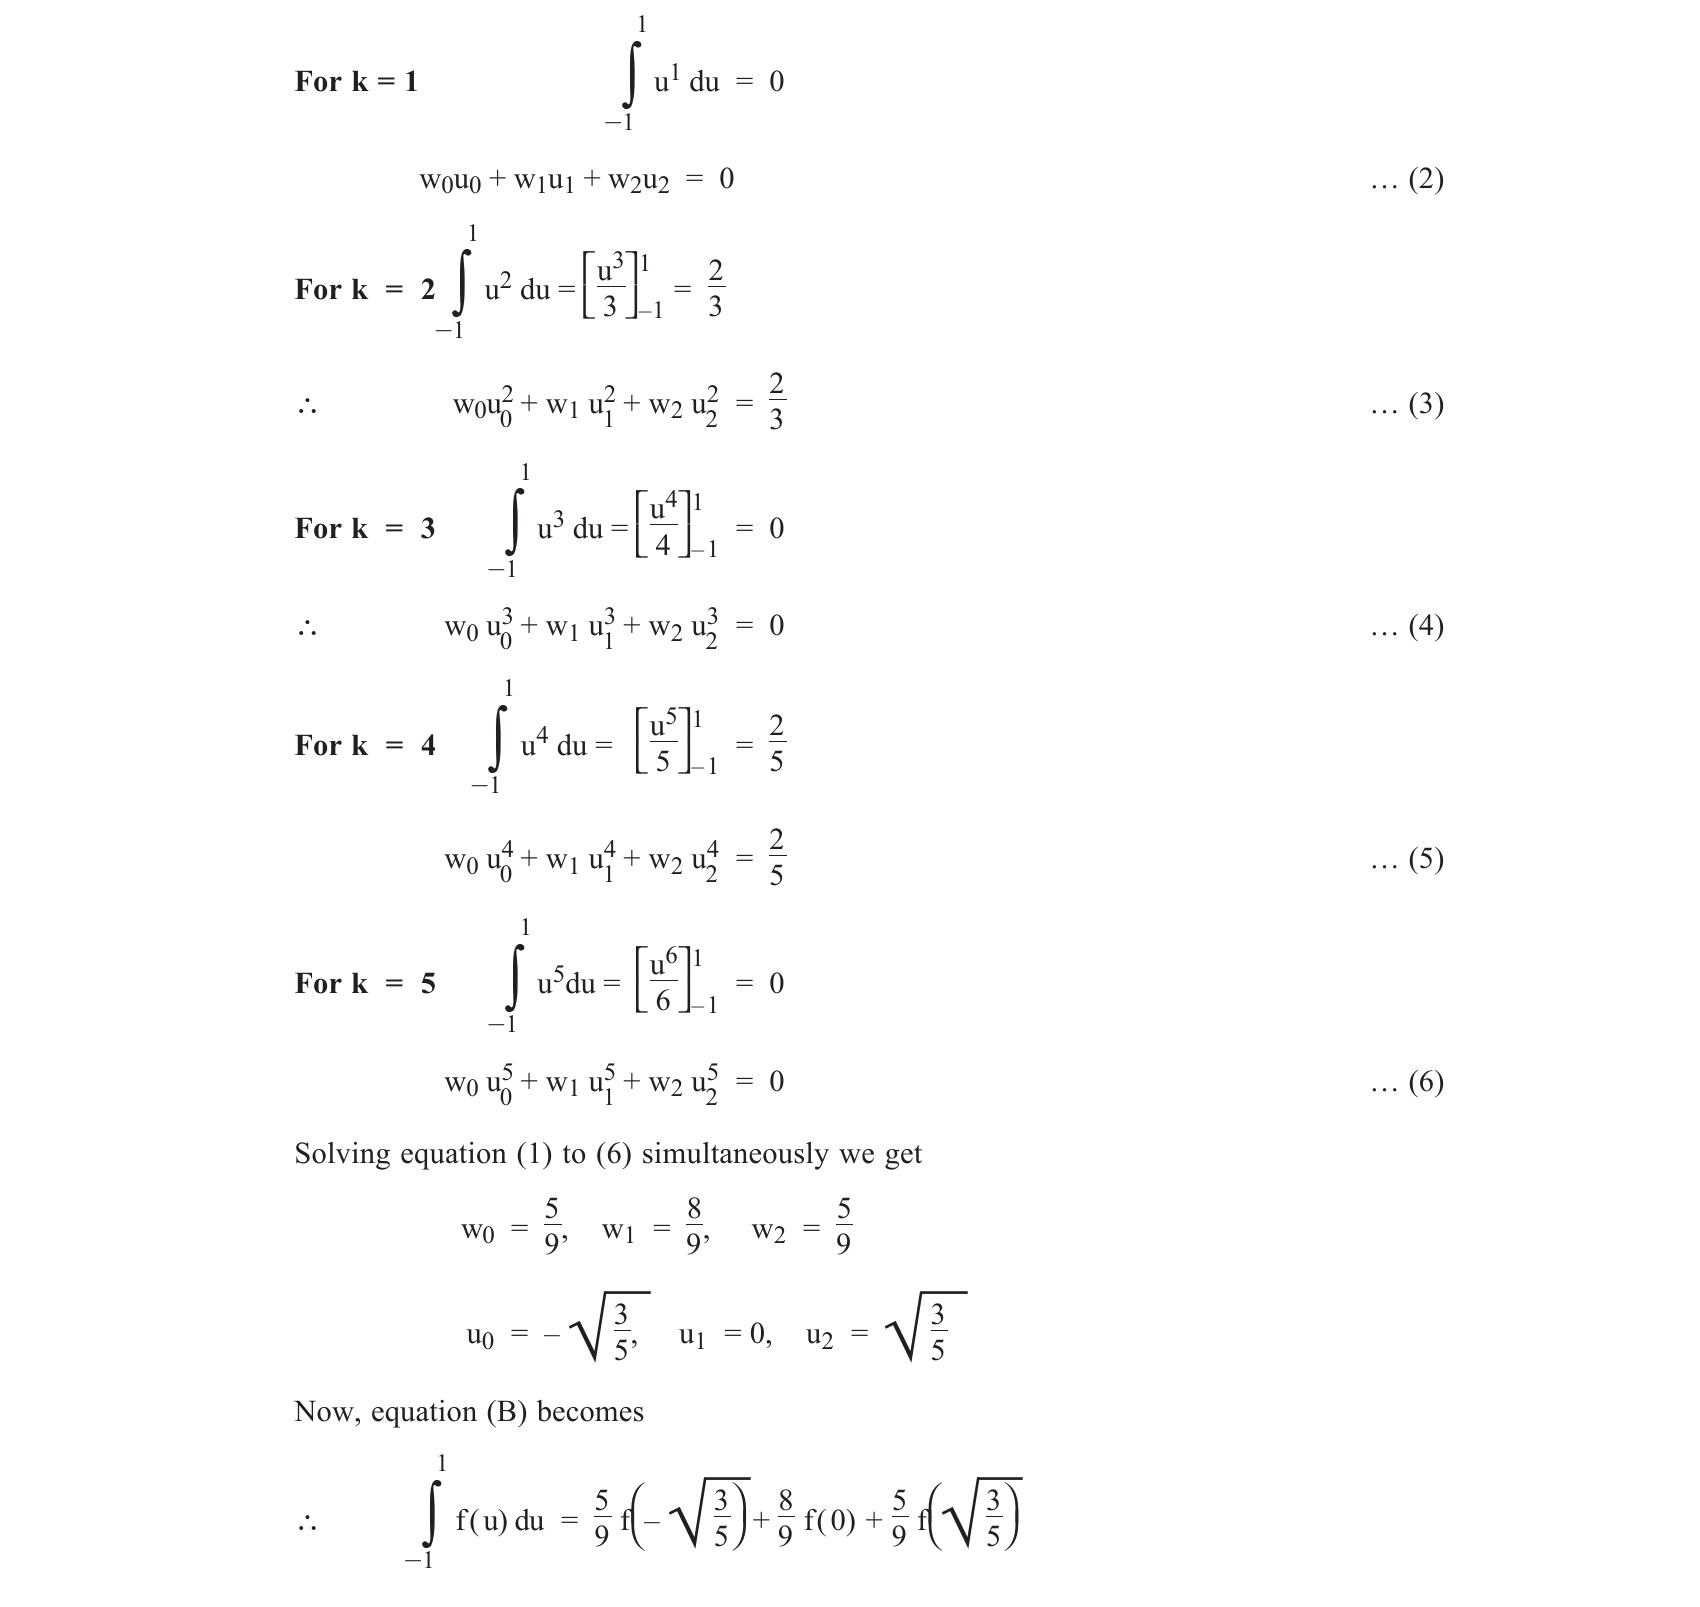 For k = 1 ∫_{–1}^{1} u^1 du = 0
w_0u_0 + w_1u_1 + w_2u_2 = 0 … (2)
For k = 2 ∫_{–1}^{1} u^2 du = [u^3/3]_{–1}^{1} = 2/3
∴ w_0u_0^2 + w_1 u_1^2 + w_2 u_2^2 = 2/3 … (3)
For k = 3 ∫_{–1}^{1} u^3 du = [u^4/4]_{–1}^{1} = 0
∴ w_0 u_0^3 + w_1 u_1^3 + w_2 u_2^3 = 0 … (4)
For k = 4 ∫_{–1}^{1} u^4 du = [u^5/5]_{–1}^{1} = 2/5
w_0 u_0^4 + w_1 u_1^4 + w_2 u_2^4 = 2/5 … (5)
For k = 5 ∫_{–1}^{1} u^5du = [u^6/6]_{–1}^{1} = 0
w_0 u_0^5 + w_1 u_1^5 + w_2 u_2^5 = 0 … (6)
Solving equation (1) to (6) simultaneously we get
w_0 = 5/9, w_1 = 8/9, w_2 = 5/9
u_0 = – √(3/5), u_1 = 0, u_2 = √(3/5)
Now, equation (B) becomes
∴ ∫_{–1}^{1} f(u) du = 5/9 f(– √(3/5)) + 8/9 f(0) + 5/9 f(√(3/5))